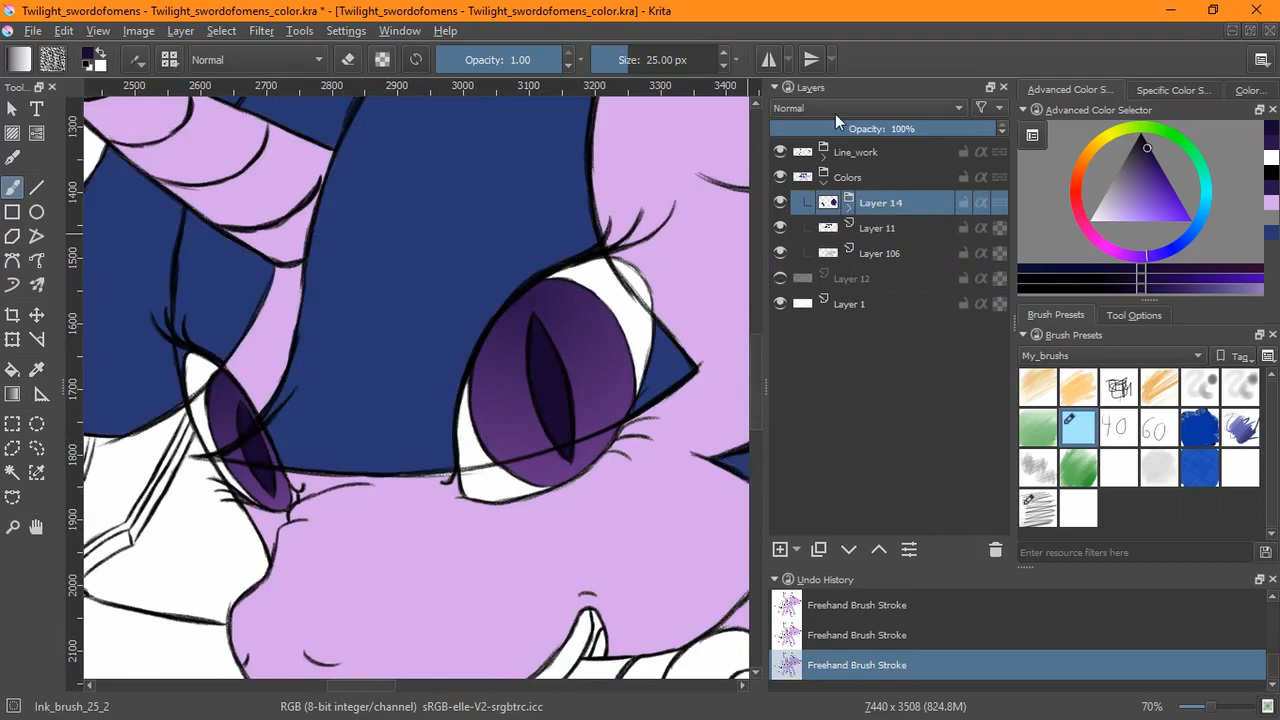 Twilight_swordofomens - Twilight_swordofomens_color.kra * - [Twilight_swordofomens - Twilight_swordofomens_color.kra] - Krita
File Edit View Image Layer Select Filter Tools Settings Window Help
Normal Opacity: 1.00 Size: 25.00 px
Tool... Layers Advanced Color S... Specific Color S... Color...
2500 2600 2700 2800 2900 3000 3100 3200 3300 3400
Normal
Advanced Color Selector
Opacity: 100%
Line_work
Colors
Layer 14
Layer 11
Layer 106
Layer 12
Layer 1
1300
1400
1500
1600
1700
1800
1900
2000
2100
Brush Presets Tool Options
Brush Presets
My_brushes Tag
40 60
Enter resource filters here
Undo History
Freehand Brush Stroke
Freehand Brush Stroke
Freehand Brush Stroke
Ink_brush_25_2 RGB (8-bit integer/channel) sRGB-elle-V2-srgbtrc.icc 7440 x 3508 (824.8M) 70%